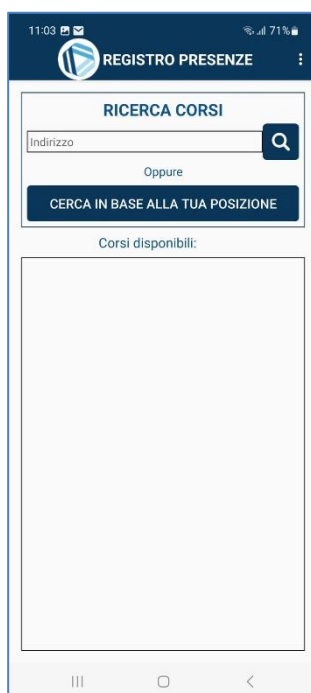 11:03 71%
REGISTRO PRESENZE
RICERCA CORSI
Indirizzo
Oppure
CERCA IN BASE ALLA TUA POSIZIONE
Corsi disponibili: